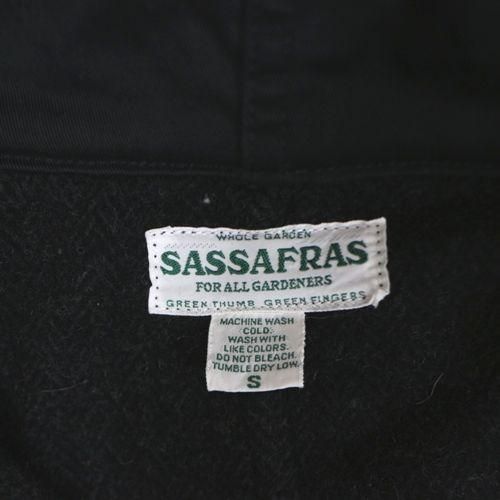 WHOLE GARDEN
SASSAFRAS
FOR ALL GARDENERS
GREEN THUMB GREEN FINGERS
MACHINE WASH
COLD.
WASH WITH
LIKE COLORS.
DO NOT BLEACH.
TUMBLE DRY LOW.
S